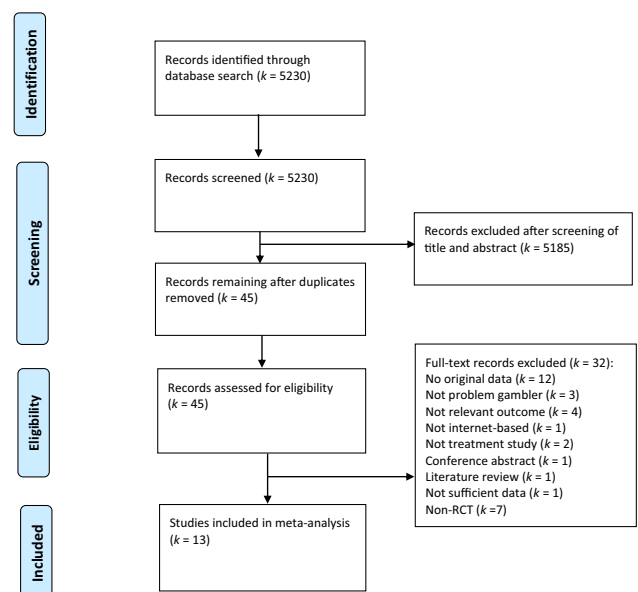 Identification
Records identified through
database search (k = 5230)
Screening
Records screened (k = 5230)
Records excluded after screening of
title and abstract (k = 5185)
Records remaining after duplicates
removed (k = 45)
Eligibility
Records assessed for eligibility
(k = 45)
Full-text records excluded (k = 32):
No original data (k = 12)
Not problem gambler (k = 3)
Not relevant outcome (k = 4)
Not internet-based (k = 1)
Not treatment study (k = 2)
Conference abstract (k = 1)
Literature review (k = 1)
Not sufficient data (k = 1)
Non-RCT (k =7)
Included
Studies included in meta-analysis
(k = 13)